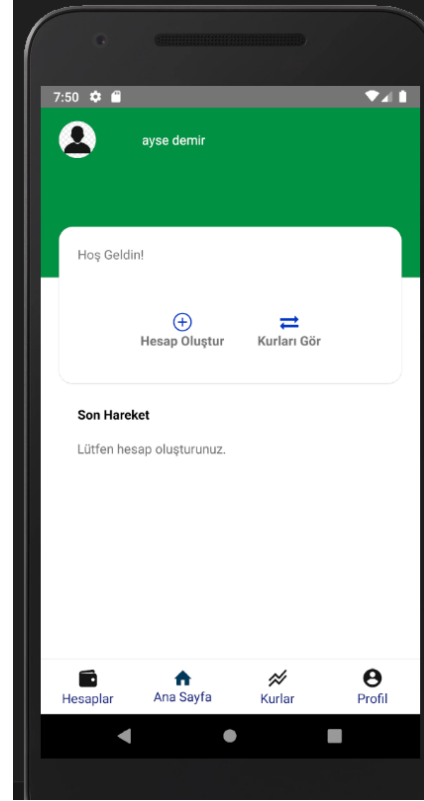 7:50
ayse demir
Hoş Geldin!
Hesap Oluştur Kurları Gör
Son Hareket
Lütfen hesap oluşturunuz.
Hesaplar Ana Sayfa Kurlar Profil